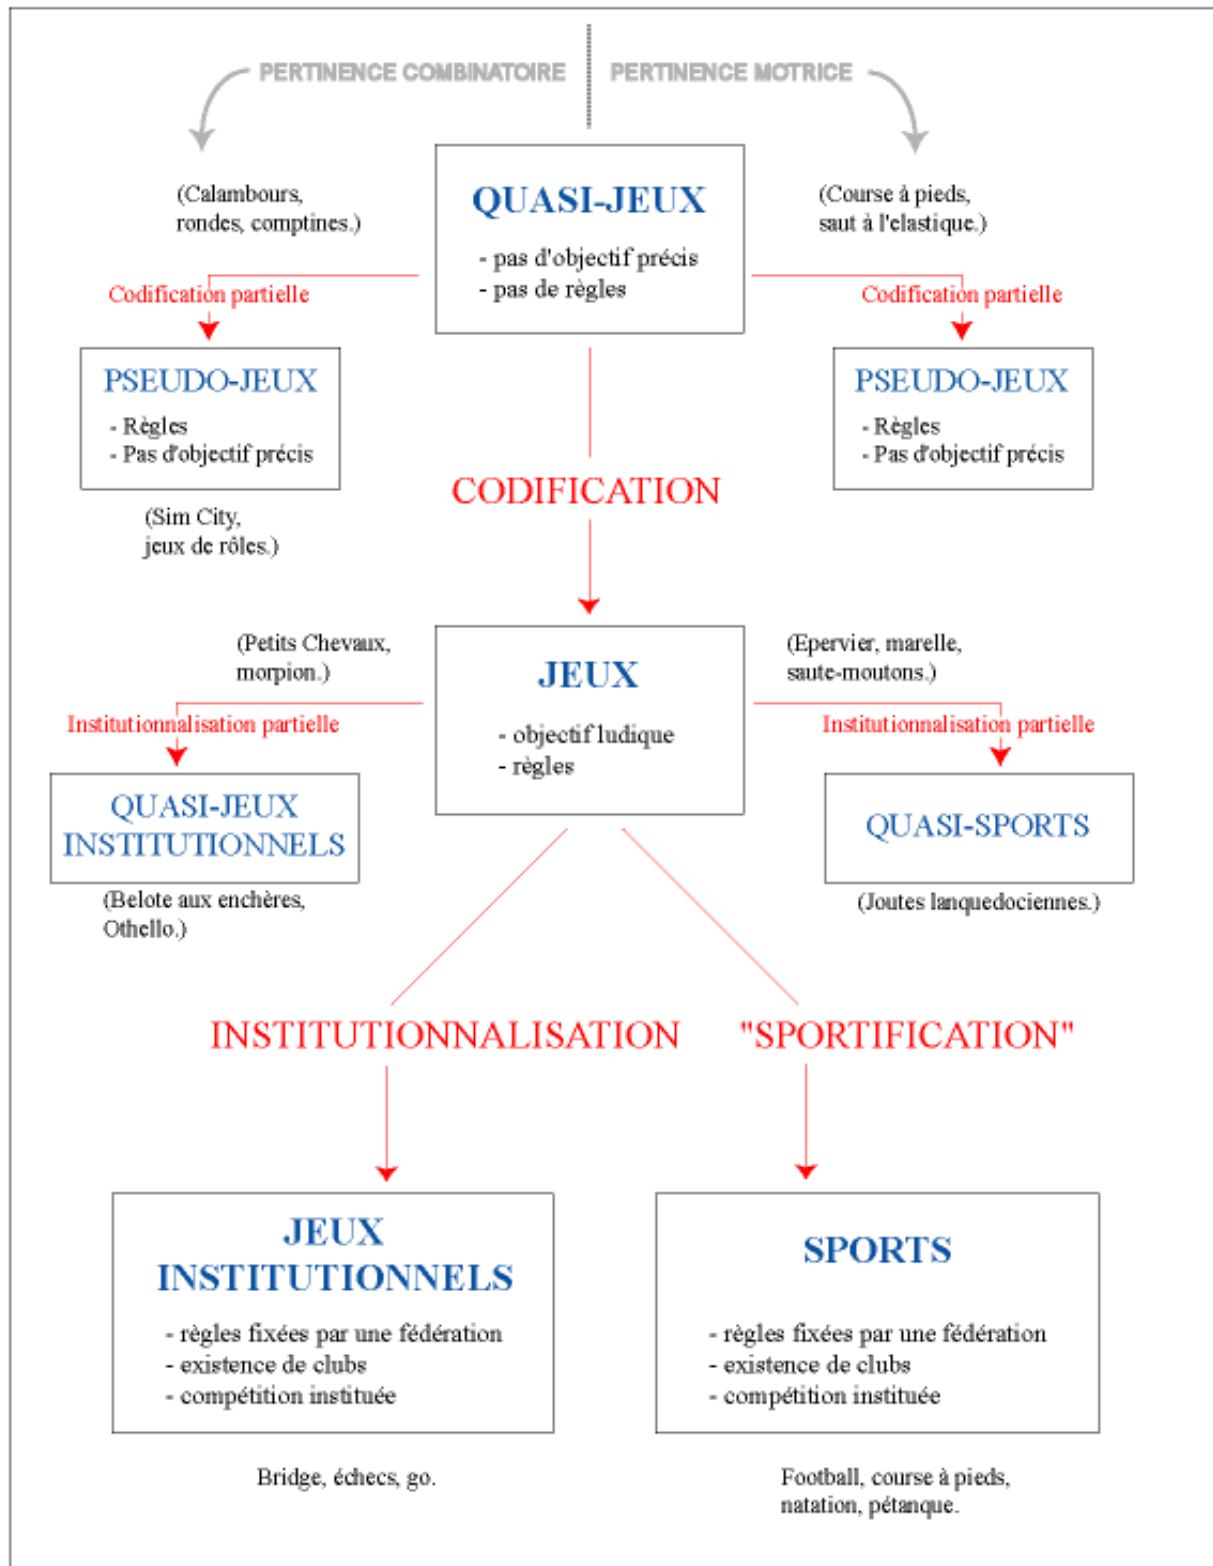 PERTINENCE COMBINATOIRE
PERTINENCE MOTRICE
(Calambours,
rondes, comptines.)
QUASI-JEUX
- pas d'objectif précis
- pas de règles
(Course à pieds,
saut à l'elastique.)
Codification partielle
Codification partielle
PSEUDO-JEUX
- Règles
- Pas d'objectif précis
PSEUDO-JEUX
- Règles
- Pas d'objectif précis
(Sim City,
jeux de rôles.)
CODIFICATION
(Petits Chevaux,
morpion.)
JEUX
- objectif ludique
- règles
(Epervier, marelle,
saute-moutons.)
Institutionnalisation partielle
Institutionnalisation partielle
QUASI-JEUX
INSTITUTIONNELS
QUASI-SPORTS
(Belote aux enchères,
Othello.)
(Joutes lanquedociennes.)
INSTITUTIONNALISATION
"SPORTIFICATION"
JEUX
INSTITUTIONNELS
- règles fixées par une fédération
- existence de clubs
- compétition instituée
SPORTS
- règles fixées par une fédération
- existence de clubs
- compétition instituée
Bridge, échecs, go.
Football, course à pieds,
natation, pétanque.